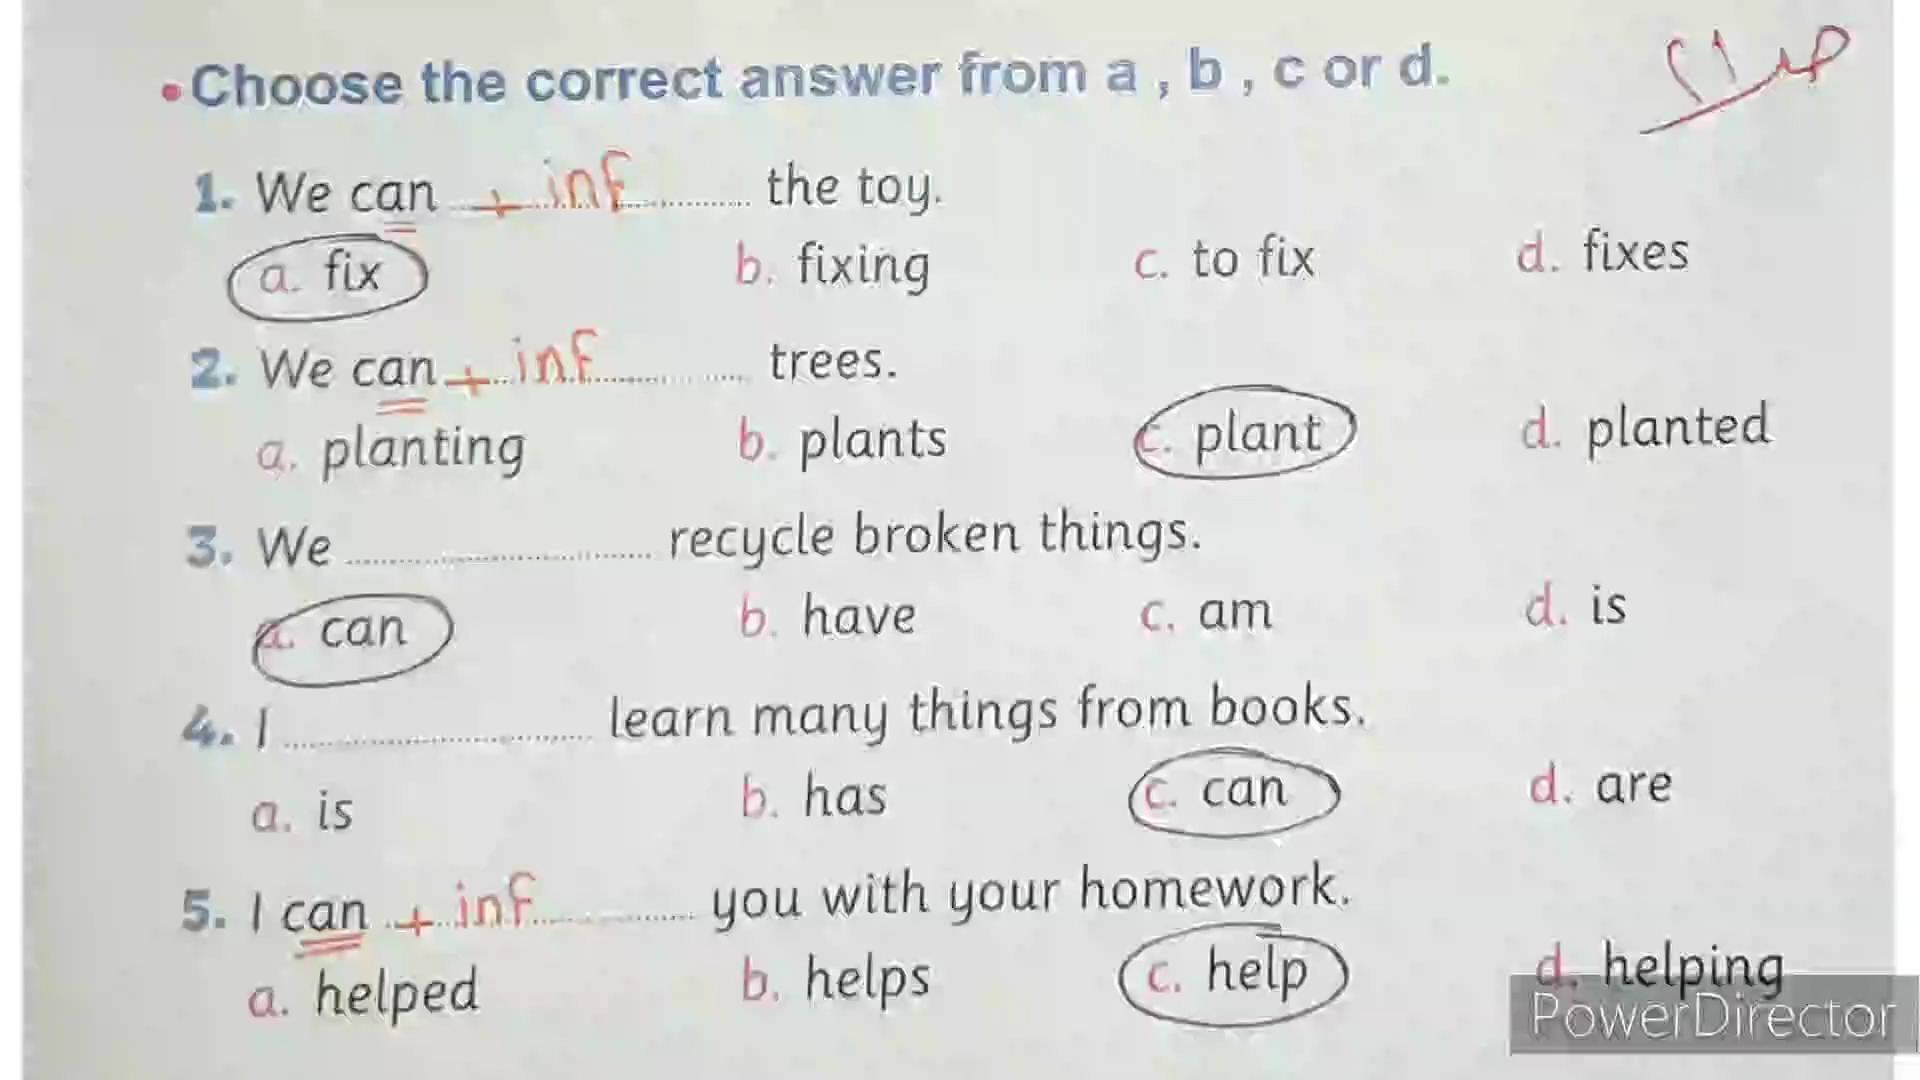 • Choose the correct answer from a , b , c or d.
ص ٢١
1. We can + inf the toy.
a. fix b. fixing c. to fix d. fixes
2. We can + inf trees.
a. planting b. plants c. plant d. planted
3. We ........................ recycle broken things.
a. can b. have c. am d. is
4. I ........................ learn many things from books.
a. is b. has c. can d. are
5. I can + inf you with your homework.
a. helped b. helps c. help d. helping
PowerDirector